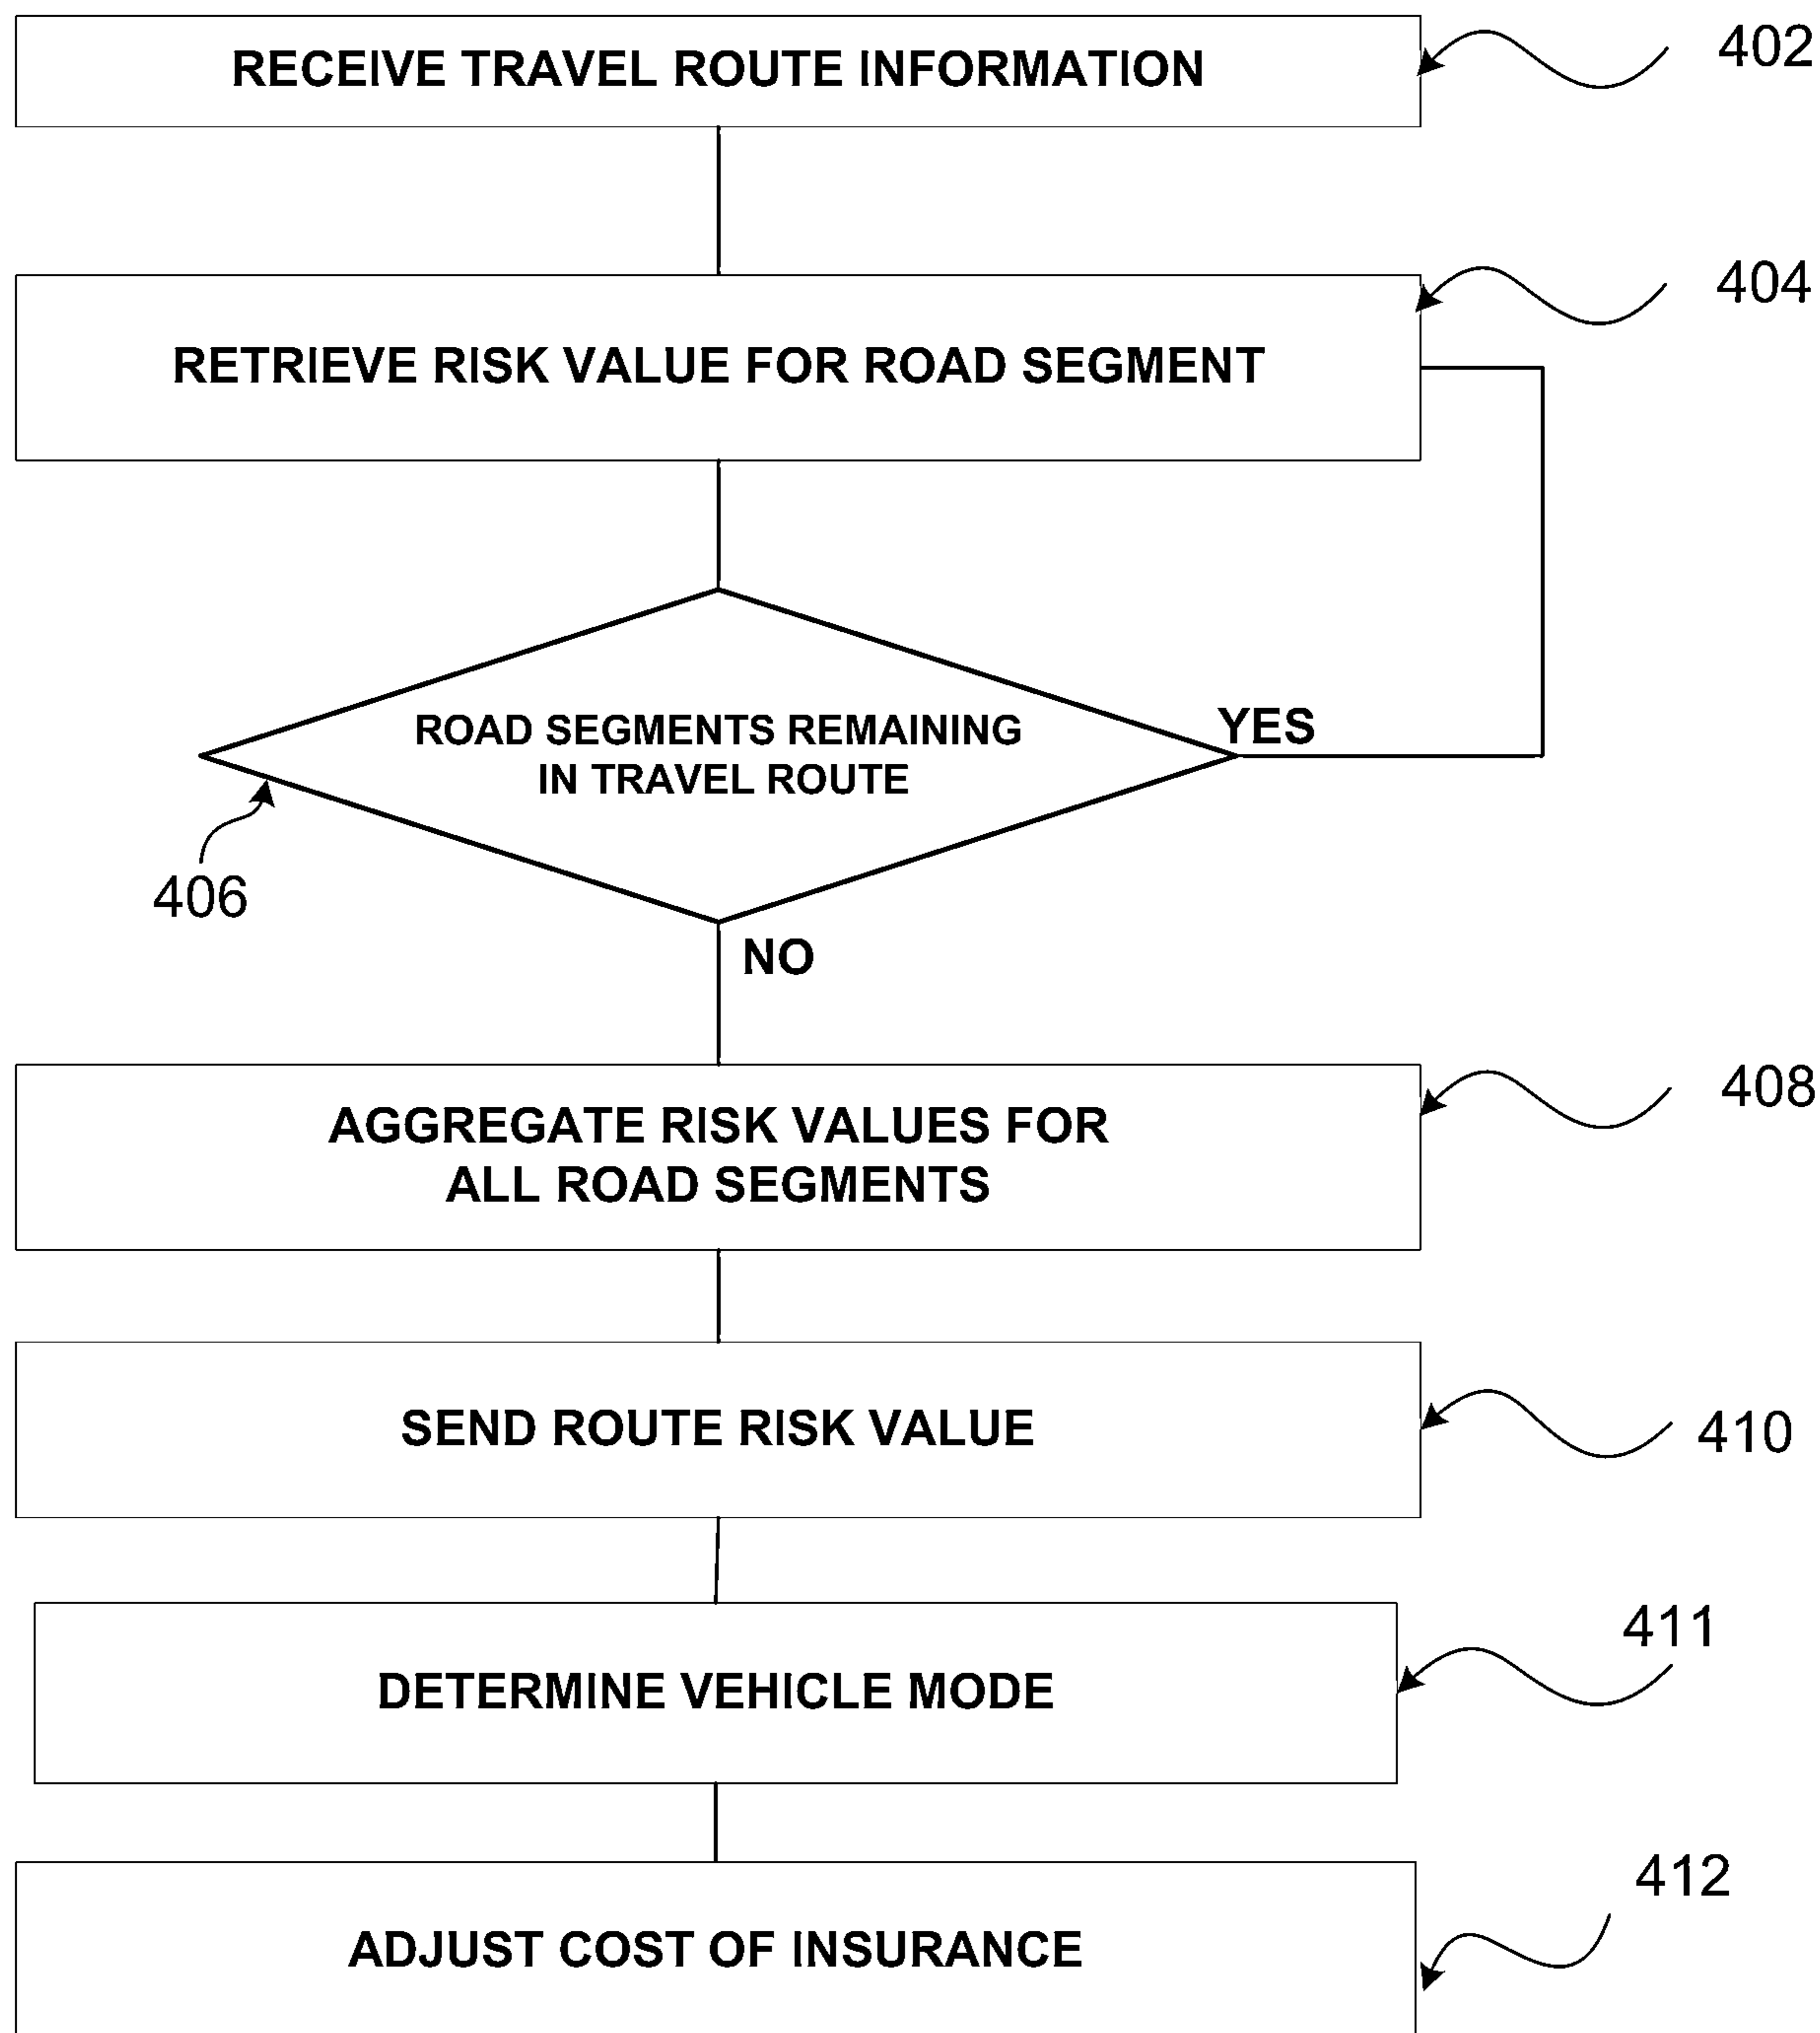 RECEIVE TRAVEL ROUTE INFORMATION
402
RETRIEVE RISK VALUE FOR ROAD SEGMENT
404
ROAD SEGMENTS REMAINING
IN TRAVEL ROUTE
YES
406
NO
AGGREGATE RISK VALUES FOR
ALL ROAD SEGMENTS
408
SEND ROUTE RISK VALUE
410
DETERMINE VEHICLE MODE
411
ADJUST COST OF INSURANCE
412